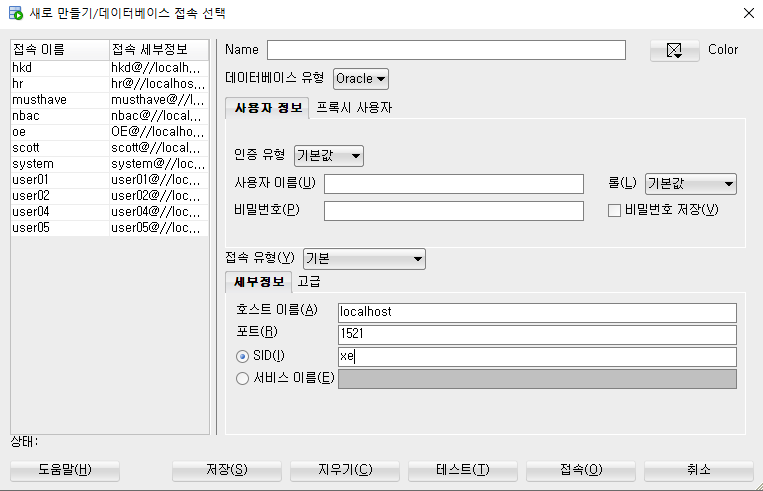 새로 만들기/데이터베이스 접속 선택
접속 이름 접속 세부정보
hkd hkd@//localh...
hr hr@//localhos...
musthave musthave@//l...
nbac nbac@//local...
oe OE@//localho...
scott scott@//local...
system system@//loc...
user01 user01@//loc...
user02 user02@//loc...
user04 user04@//loc...
user05 user05@//loc...
Name Color
데이터베이스 유형 Oracle
사용자 정보 프록시 사용자
인증 유형 기본값
사용자 이름(U) 롤(L) 기본값
비밀번호(P) 비밀번호 저장(V)
접속 유형(Y) 기본
세부정보 고급
호스트 이름(A) localhost
포트(R) 1521
SID(I) xe
서비스 이름(E)
상태:
도움말(H) 저장(S) 지우기(C) 테스트(T) 접속(O) 취소